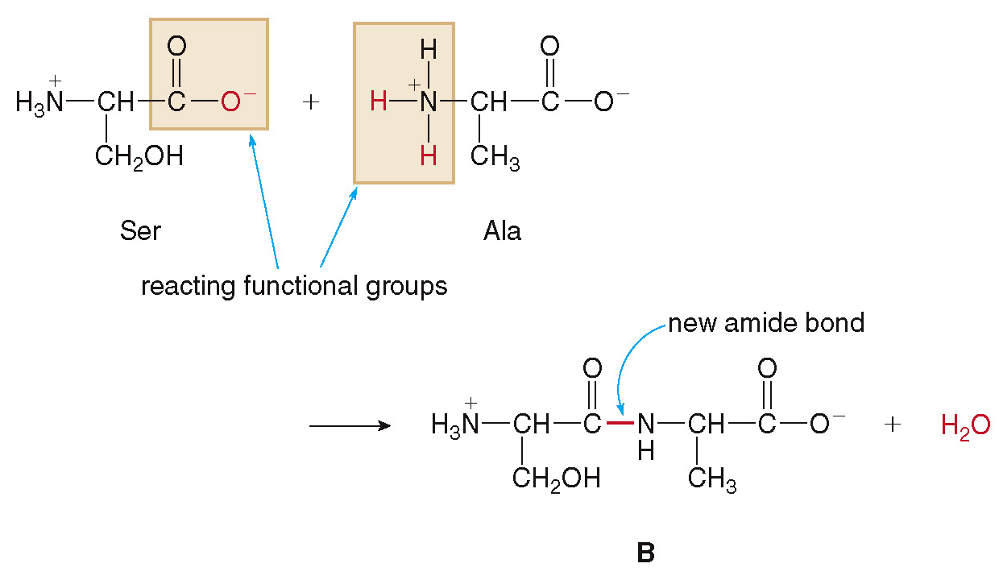 O H O
H₃N⁺—CH—C—O⁻ + H—N⁺—CH—C—O⁻
CH₂OH H CH₃
Ser Ala
reacting functional groups
new amide bond
O O
H₃N⁺—CH—C—N—CH—C—O⁻ + H₂O
H
CH₂OH CH₃
B